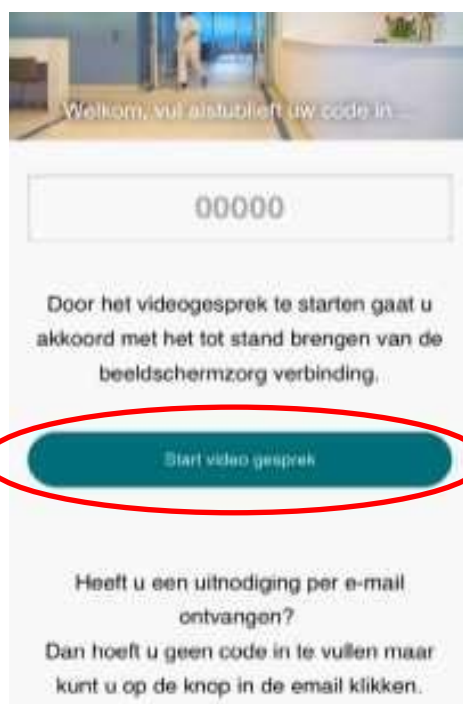 Welkom, vul alstublieft uw code in ...
00000
Door het videogesprek te starten gaat u
akkoord met het tot stand brengen van de
beeldschermzorg verbinding.
Start video gesprek
Heeft u een uitnodiging per e-mail
ontvangen?
Dan hoeft u geen code in te vullen maar
kunt u op de knop in de email klikken.